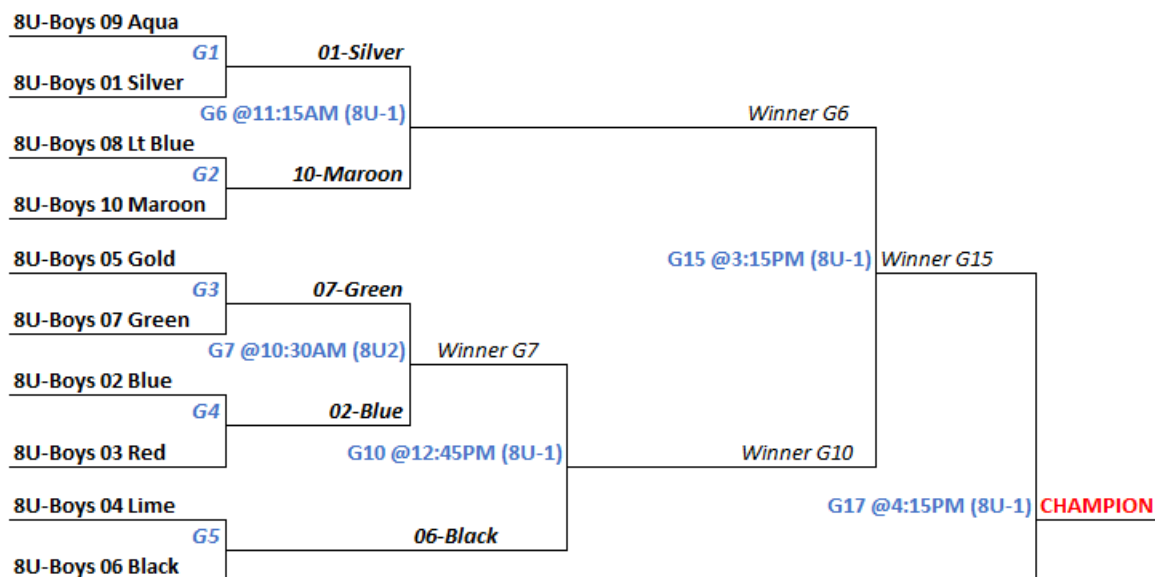 8U-Boys 09 Aqua
G1
01-Silver
8U-Boys 01 Silver
G6 @11:15AM (8U-1)
Winner G6
8U-Boys 08 Lt Blue
G2
10-Maroon
8U-Boys 10 Maroon
8U-Boys 05 Gold
G15 @3:15PM (8U-1)
Winner G15
G3
07-Green
8U-Boys 07 Green
G7 @10:30AM (8U2)
Winner G7
8U-Boys 02 Blue
G4
02-Blue
8U-Boys 03 Red
G10 @12:45PM (8U-1)
Winner G10
8U-Boys 04 Lime
G17 @4:15PM (8U-1)
CHAMPION
G5
06-Black
8U-Boys 06 Black